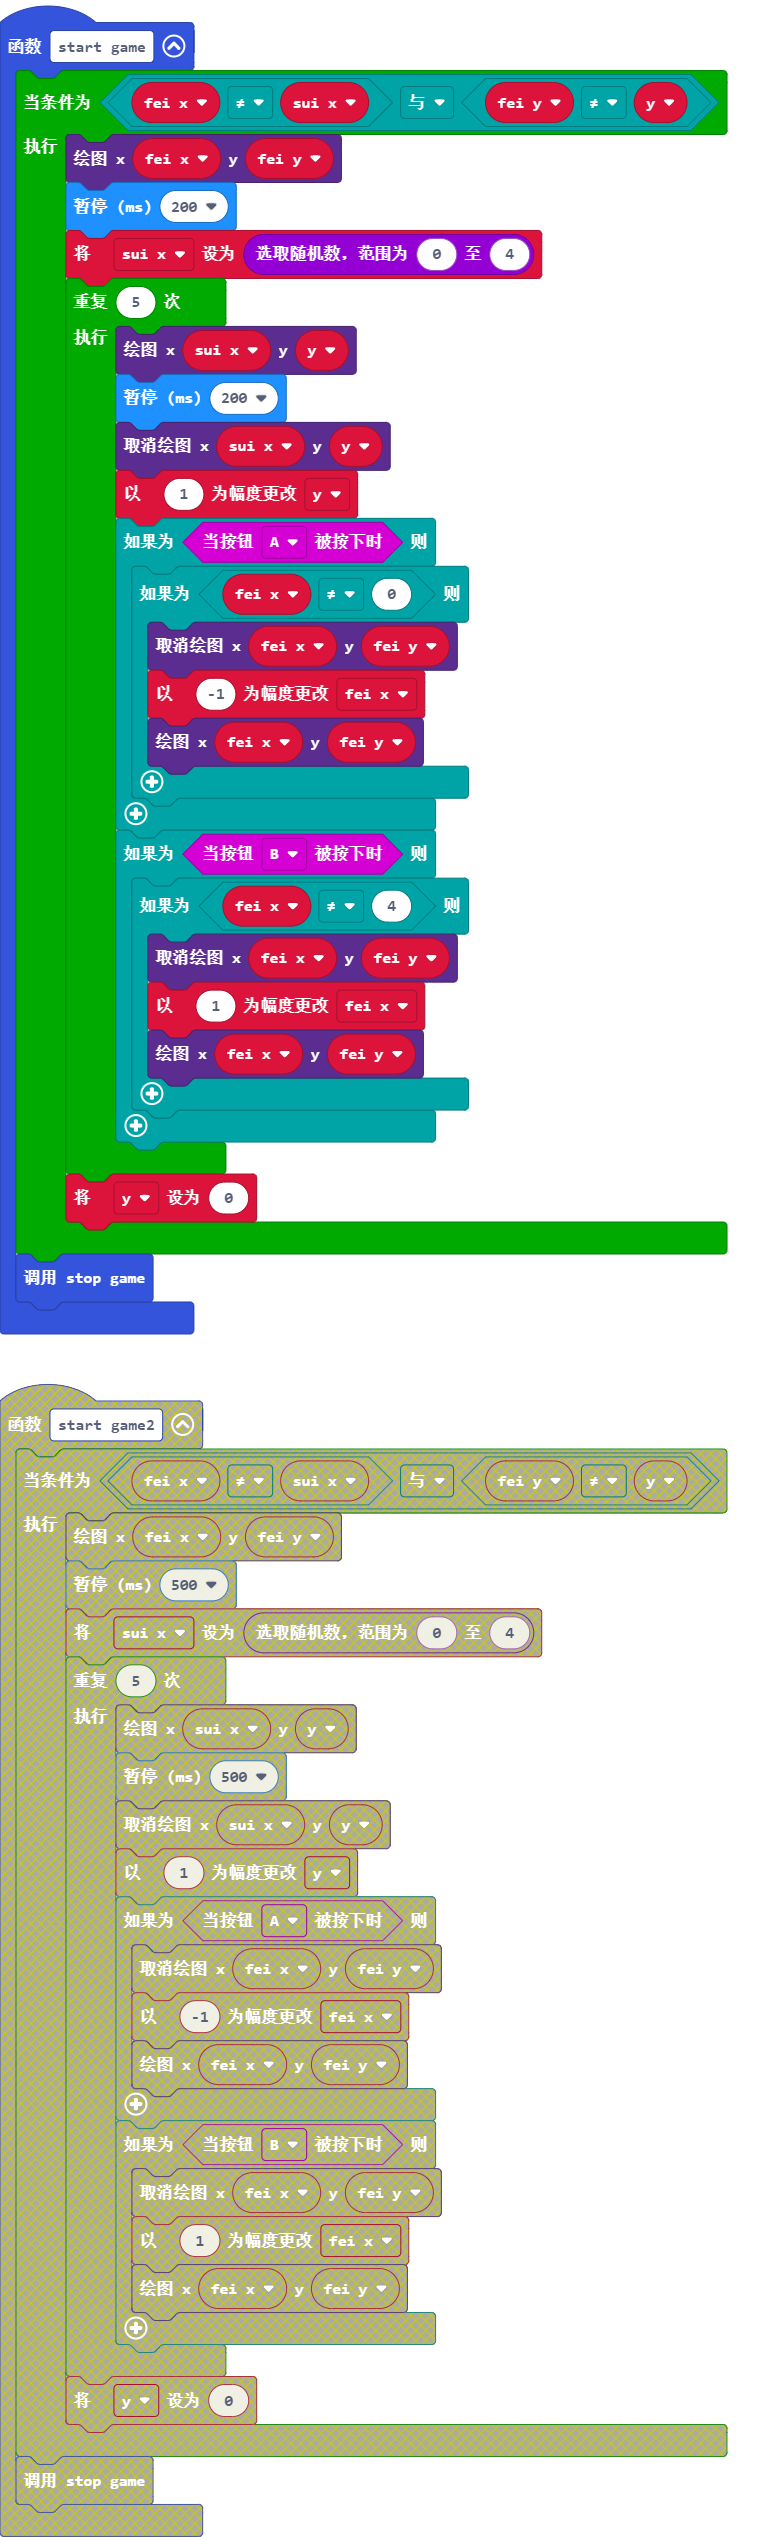 函数 start game
当条件为 fei x ≠ sui x 与 fei y ≠ y
执行
绘图 x fei x y fei y
暂停 (ms) 200
将 sui x 设为 选取随机数，范围为 0 至 4
重复 5 次
执行
绘图 x sui x y y
暂停 (ms) 200
取消绘图 x sui x y y
以 1 为幅度更改 y
如果为 当按钮 A 被按下时 则
如果为 fei x ≠ 0 则
取消绘图 x fei x y fei y
以 -1 为幅度更改 fei x
绘图 x fei x y fei y
如果为 当按钮 B 被按下时 则
如果为 fei x ≠ 4 则
取消绘图 x fei x y fei y
以 1 为幅度更改 fei x
绘图 x fei x y fei y
将 y 设为 0
调用 stop game
函数 start game2
当条件为 fei x ≠ sui x 与 fei y ≠ y
执行
绘图 x fei x y fei y
暂停 (ms) 500
将 sui x 设为 选取随机数，范围为 0 至 4
重复 5 次
执行
绘图 x sui x y y
暂停 (ms) 500
取消绘图 x sui x y y
以 1 为幅度更改 y
如果为 当按钮 A 被按下时 则
取消绘图 x fei x y fei y
以 -1 为幅度更改 fei x
绘图 x fei x y fei y
如果为 当按钮 B 被按下时 则
取消绘图 x fei x y fei y
以 1 为幅度更改 fei x
绘图 x fei x y fei y
将 y 设为 0
调用 stop game